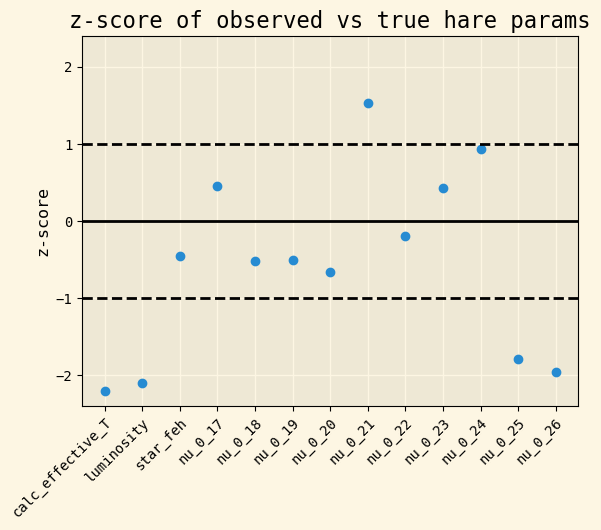 z-score of observed vs true hare params
z-score
2
1
0
−1
−2
calc_effective_T
luminosity
star_feh
nu_0_17
nu_0_18
nu_0_19
nu_0_20
nu_0_21
nu_0_22
nu_0_23
nu_0_24
nu_0_25
nu_0_26